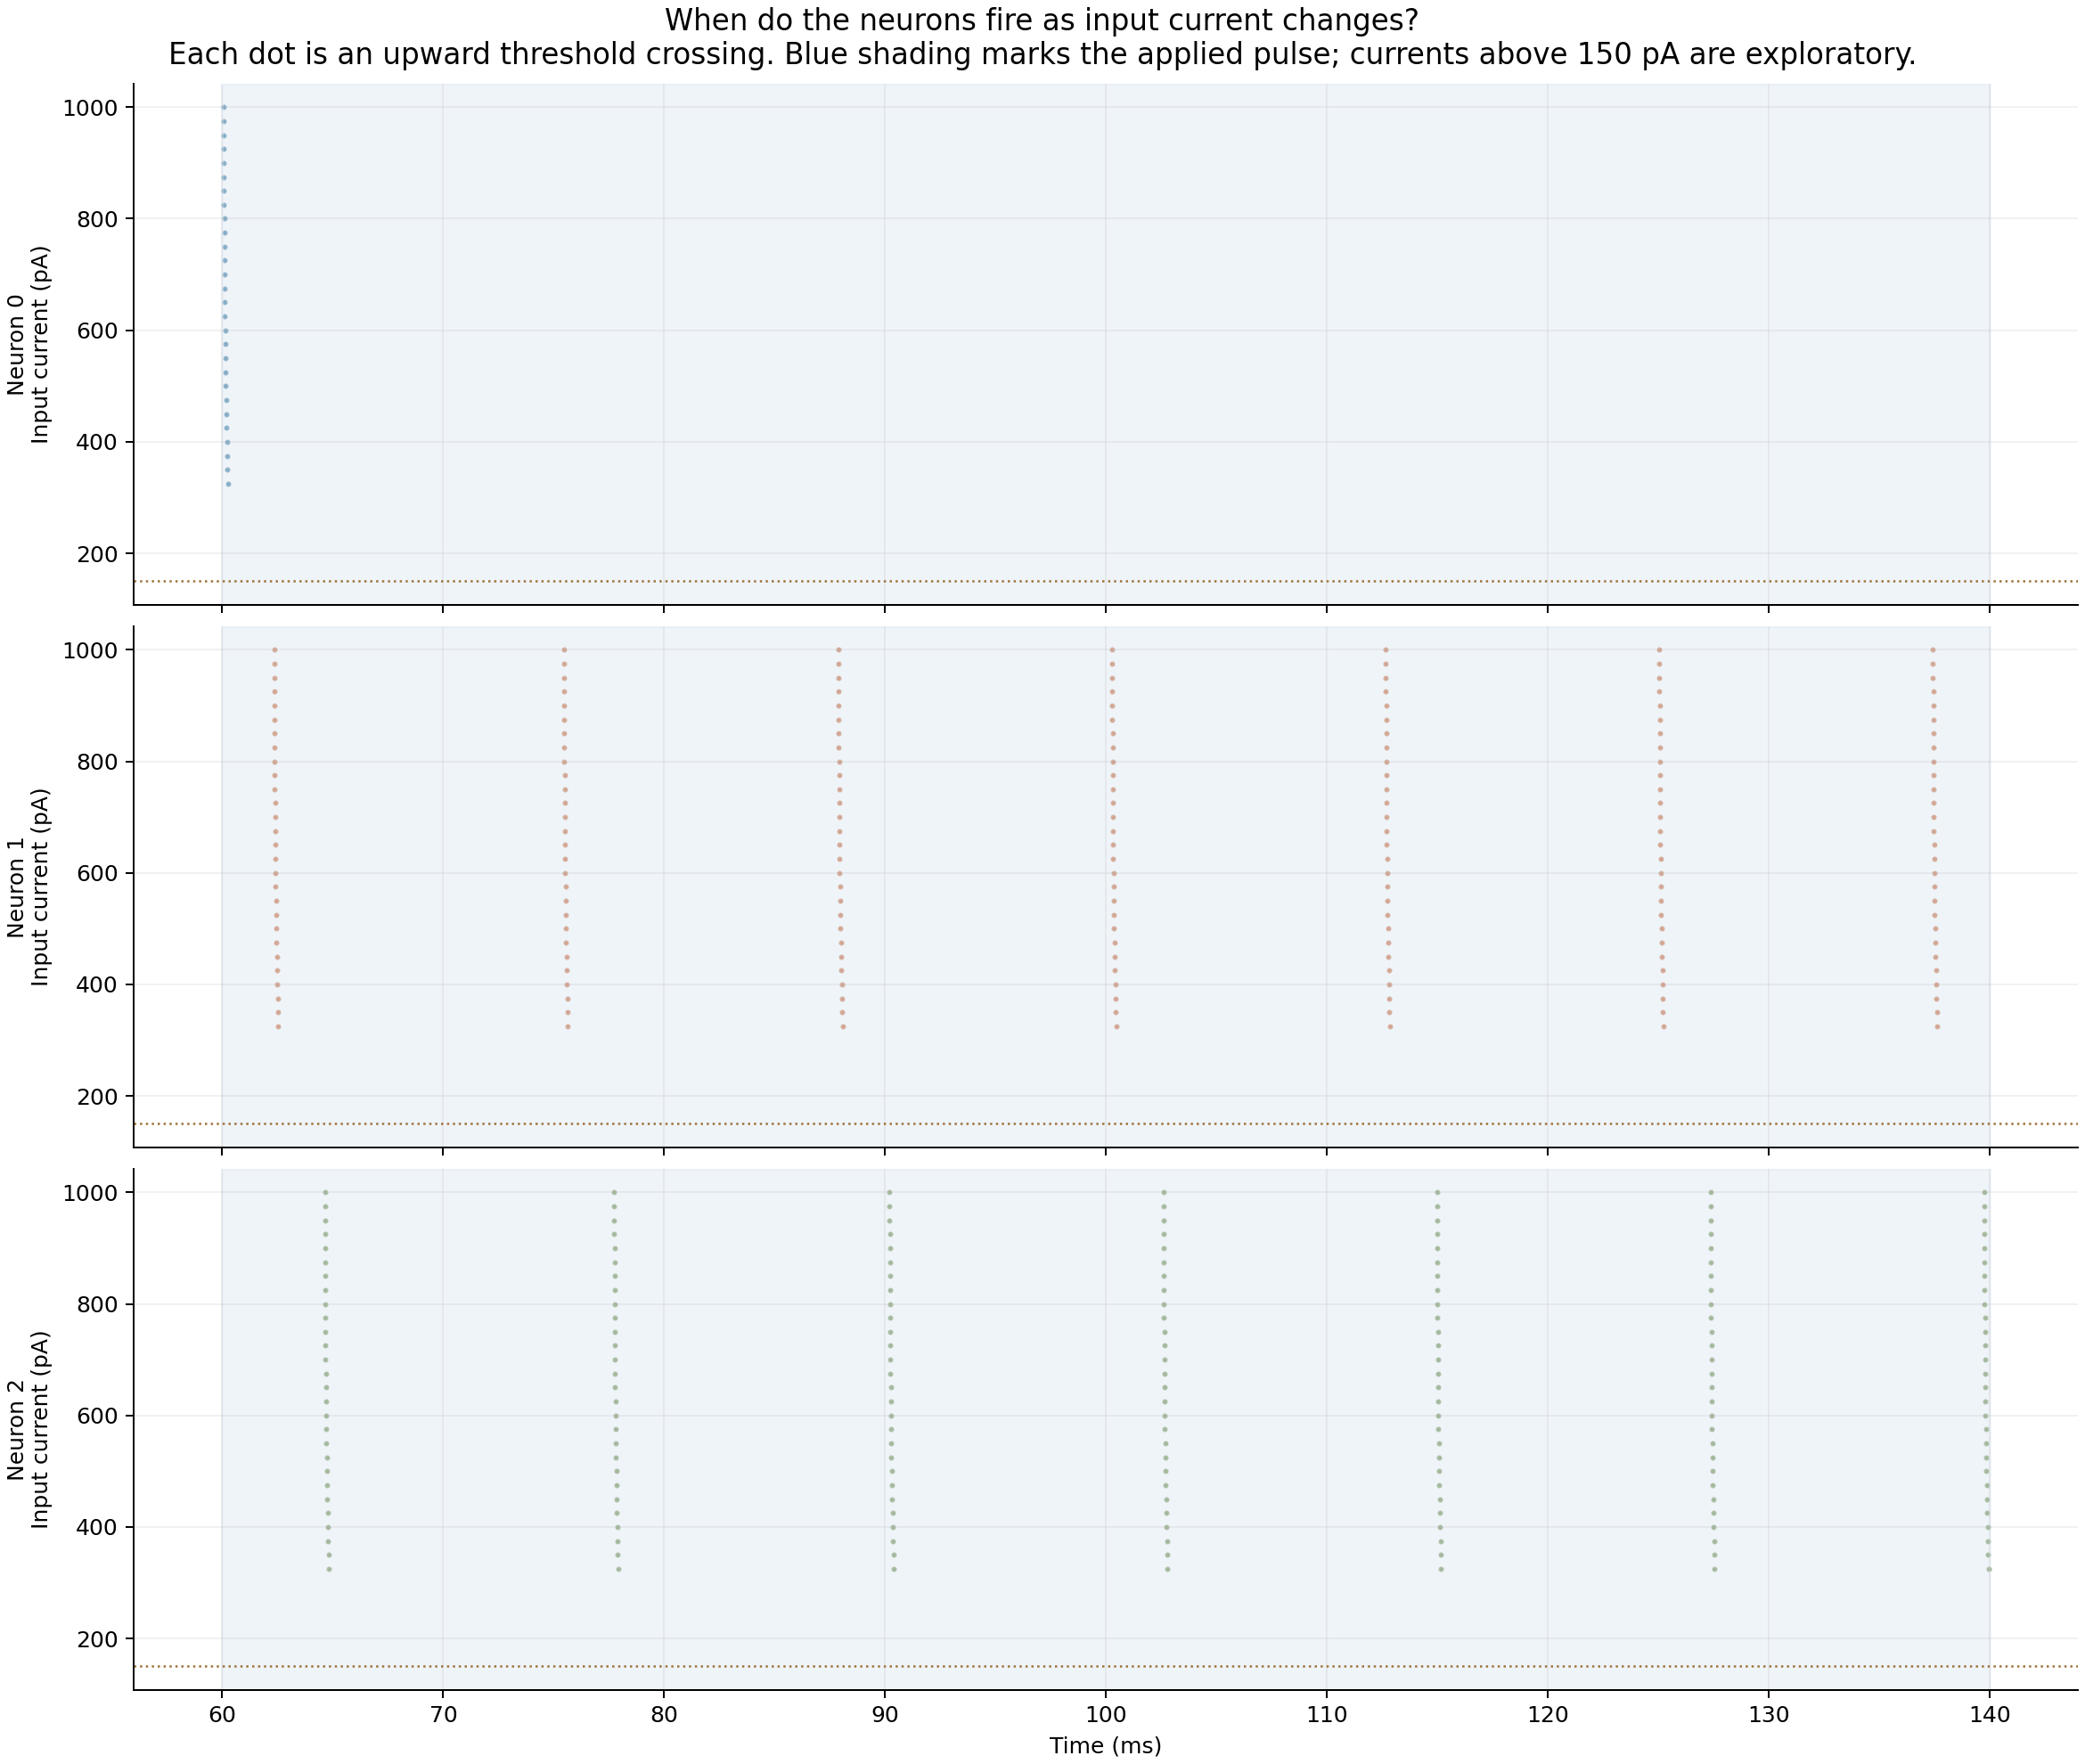 When do the neurons fire as input current changes?
Each dot is an upward threshold crossing. Blue shading marks the applied pulse; currents above 150 pA are exploratory.
Neuron 0
Input current (pA)
1000
800
600
400
200
Neuron 1
Input current (pA)
1000
800
600
400
200
Neuron 2
Input current (pA)
1000
800
600
400
200
60 70 80 90 100 110 120 130 140
Time (ms)